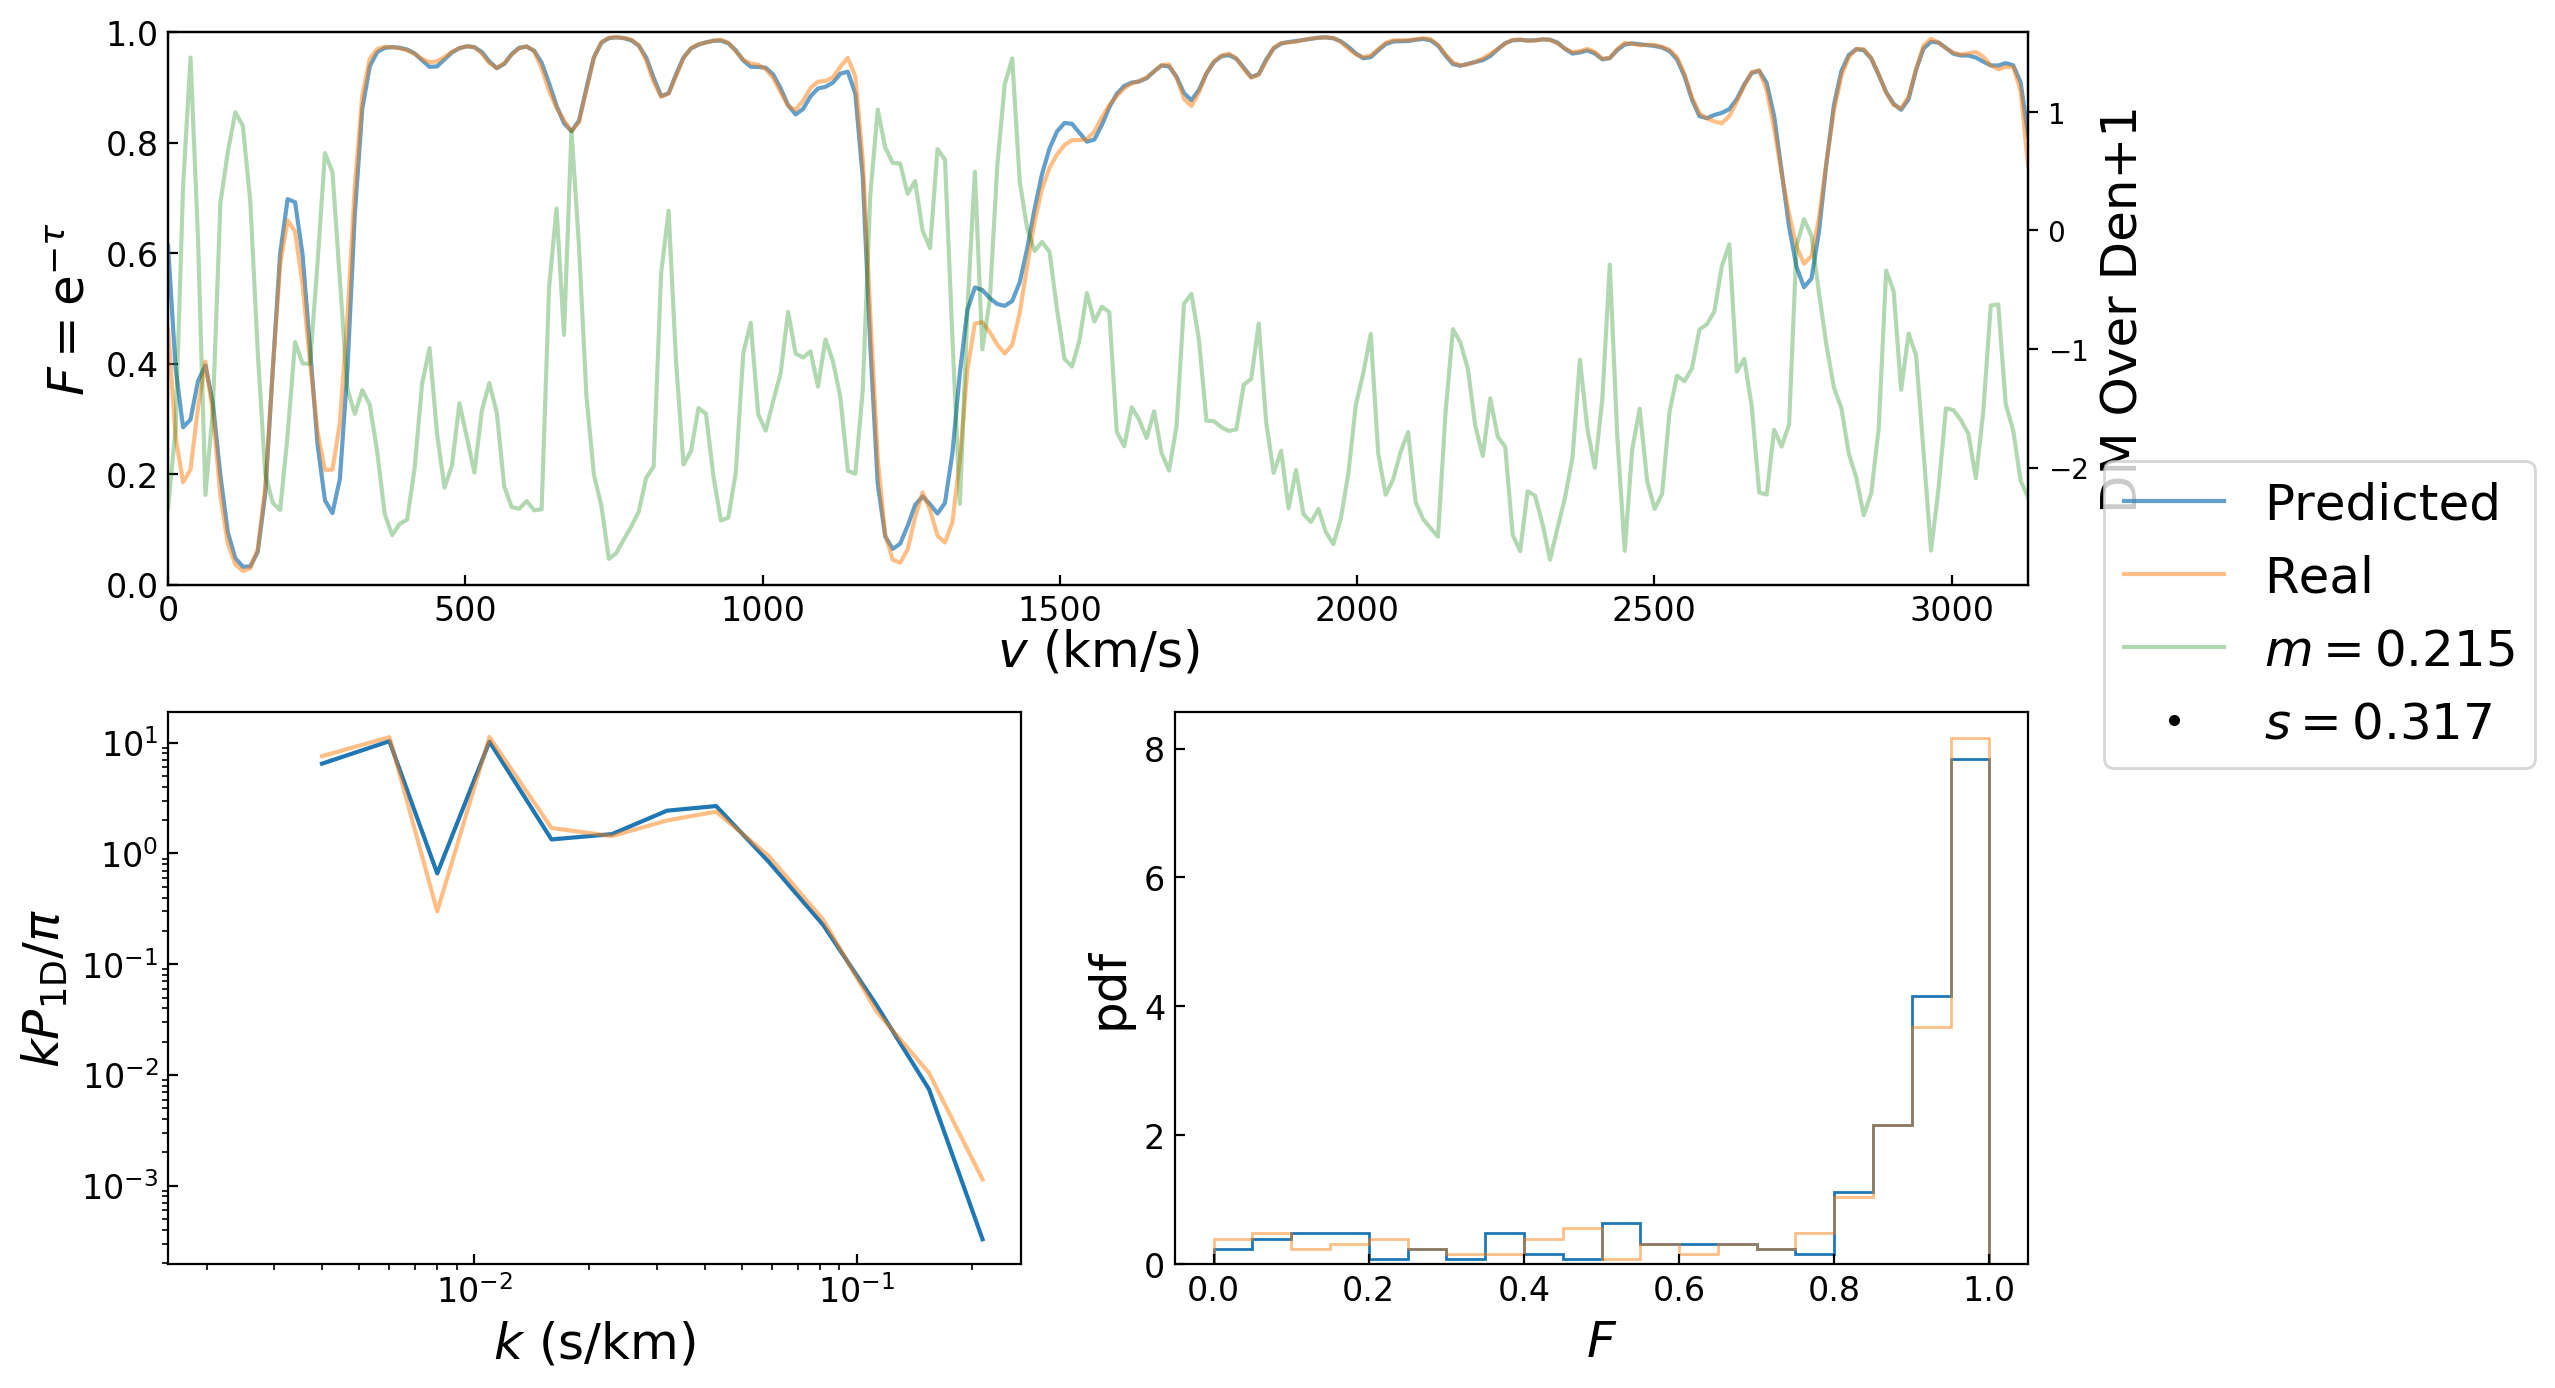 1.0
0.8
0.6
0.4
0.2
0.0
F = e^{−τ}
0 500 1000 1500 2000 2500 3000
v (km/s)
1
0
−1
−2
DM Over Den+1
Predicted
Real
m = 0.215
s = 0.317
10^1
10^0
10^{−1}
10^{−2}
10^{−3}
kP_{1D}/π
10^{−2} 10^{−1}
k (s/km)
8
6
4
2
0
pdf
0.0 0.2 0.4 0.6 0.8 1.0
F